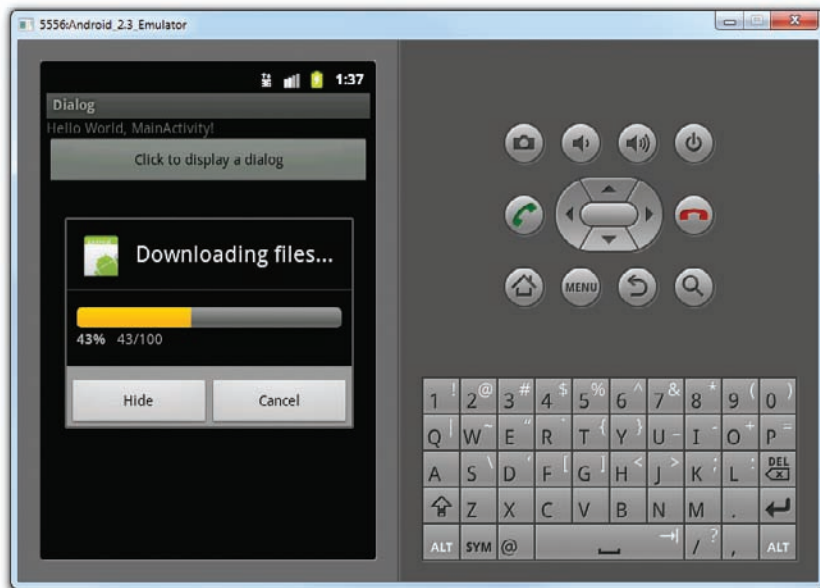 5556:Android_2.3_Emulator
1:37
Dialog
Hello World, MainActivity!
Click to display a dialog
Downloading files...
43% 43/100
Hide Cancel
MENU
1 ! 2 @ 3 # 4 $ 5 % 6 ^ 7 & 8 * 9 ( 0 )
Q | W ~ E " R ` T { Y } U _ I - O + P =
A S \ D ' F [ G ] H < J > K ; L : DEL
Z X C V B N M .
ALT SYM @ / ? , ALT